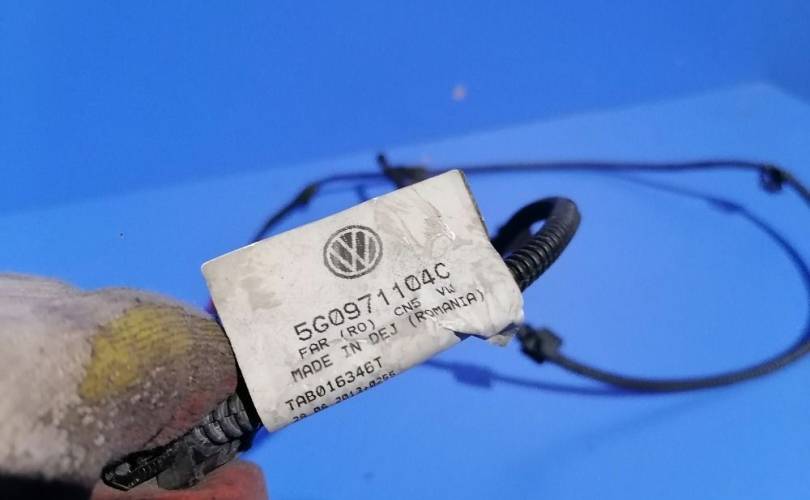 5G0971104C
FAR (RO) CN5 VW
MADE IN DEJ (ROMANIA)
TAB016346T